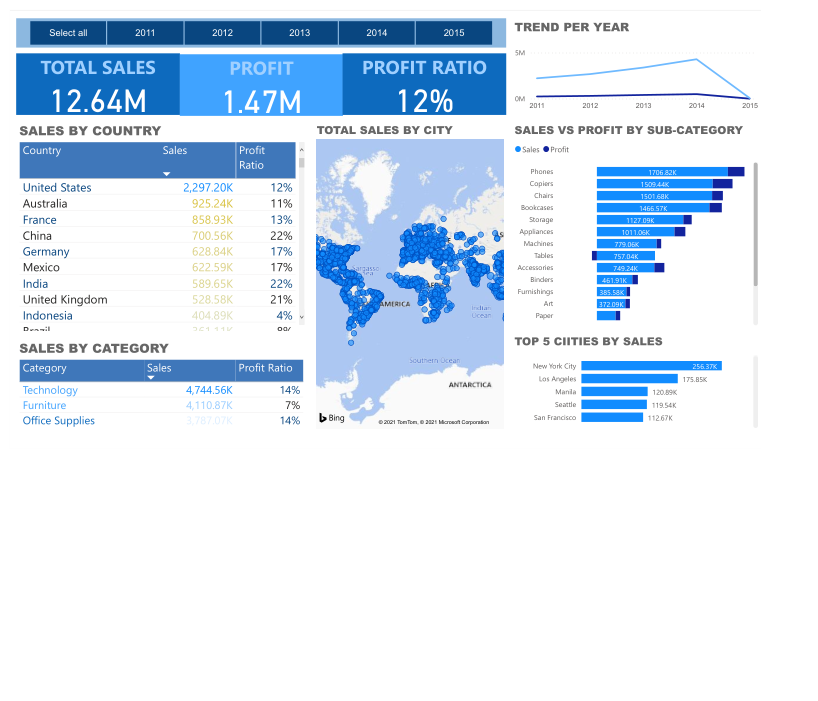 Select all 2011 2012 2013 2014 2015
TOTAL SALES
12.64M
PROFIT
1.47M
PROFIT RATIO
12%
TREND PER YEAR
5M
0M
2011 2012 2013 2014 2015
SALES BY COUNTRY
Country Sales Profit
Ratio
United States 2,297.20K 12%
Australia 925.24K 11%
France 858.93K 13%
China 700.56K 22%
Germany 628.84K 17%
Mexico 622.59K 17%
India 589.65K 22%
United Kingdom 528.58K 21%
Indonesia 404.89K 4%
Brazil 361.11K 8%
SALES BY CATEGORY
Category Sales Profit Ratio
Technology 4,744.56K 14%
Furniture 4,110.87K 7%
Office Supplies 3,787.07K 14%
TOTAL SALES BY CITY
Sargasso
Sea
AMERICA
Indian
Ocean
Southern Ocean
ANTARCTICA
Bing
© 2021 TomTom, © 2021 Microsoft Corporation
SALES VS PROFIT BY SUB-CATEGORY
Sales Profit
Phones 1706.82K
Copiers 1509.44K
Chairs 1501.68K
Bookcases 1466.57K
Storage 1127.09K
Appliances 1011.06K
Machines 779.06K
Tables 757.04K
Accessories 749.24K
Binders 461.91K
Furnishings 385.58K
Art 372.09K
Paper
TOP 5 CIITIES BY SALES
New York City 256.37K
Los Angeles 175.85K
Manila 120.89K
Seattle 119.54K
San Francisco 112.67K